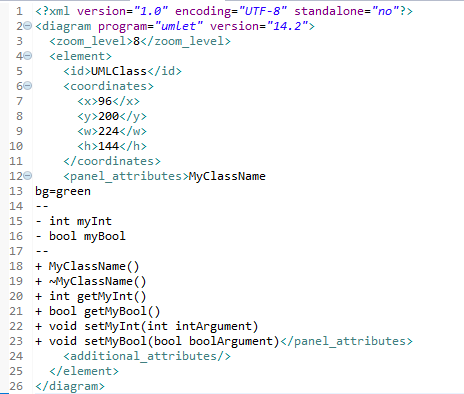 1 <?xml version="1.0" encoding="UTF-8" standalone="no"?>
2 <diagram program="umlet" version="14.2">
3 <zoom_level>8</zoom_level>
4 <element>
5 <id>UMLClass</id>
6 <coordinates>
7 <x>96</x>
8 <y>200</y>
9 <w>224</w>
10 <h>144</h>
11 </coordinates>
12 <panel_attributes>MyClassName
13 bg=green
14 --
15 - int myInt
16 - bool myBool
17 --
18 + MyClassName()
19 + ~MyClassName()
20 + int getMyInt()
21 + bool getMyBool()
22 + void setMyInt(int intArgument)
23 + void setMyBool(bool boolArgument)</panel_attributes>
24 <additional_attributes/>
25 </element>
26 </diagram>